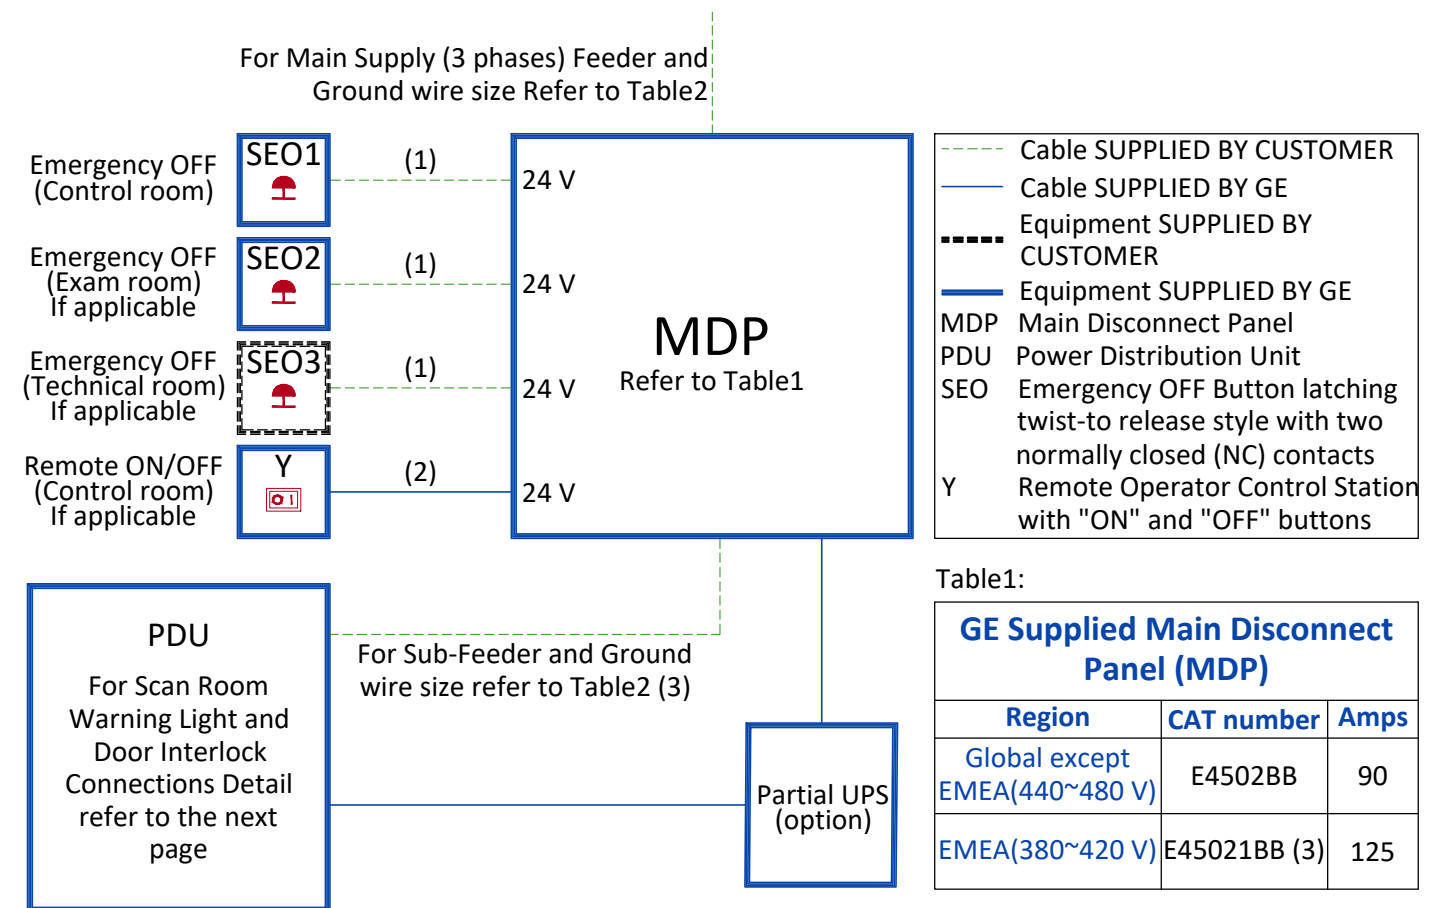 For Main Supply (3 phases) Feeder and
Ground wire size Refer to Table2
Emergency OFF
(Control room)
SEO1
(1)
24 V
Emergency OFF
(Exam room)
If applicable
SEO2
(1)
24 V
Emergency OFF
(Technical room)
If applicable
SEO3
(1)
24 V
Remote ON/OFF
(Control room)
If applicable
Y
(2)
24 V
MDP
Refer to Table1
Cable SUPPLIED BY CUSTOMER
Cable SUPPLIED BY GE
Equipment SUPPLIED BY
CUSTOMER
Equipment SUPPLIED BY GE
MDP Main Disconnect Panel
PDU Power Distribution Unit
SEO Emergency OFF Button latching
twist-to release style with two
normally closed (NC) contacts
Y Remote Operator Control Station
with "ON" and "OFF" buttons
PDU
For Scan Room
Warning Light and
Door Interlock
Connections Detail
refer to the next
page
For Sub-Feeder and Ground
wire size refer to Table2 (3)
Partial UPS
(option)
Table1:
GE Supplied Main Disconnect
Panel (MDP)
Region CAT number Amps
Global except
EMEA(440~480 V) E4502BB 90
EMEA(380~420 V) E45021BB (3) 125